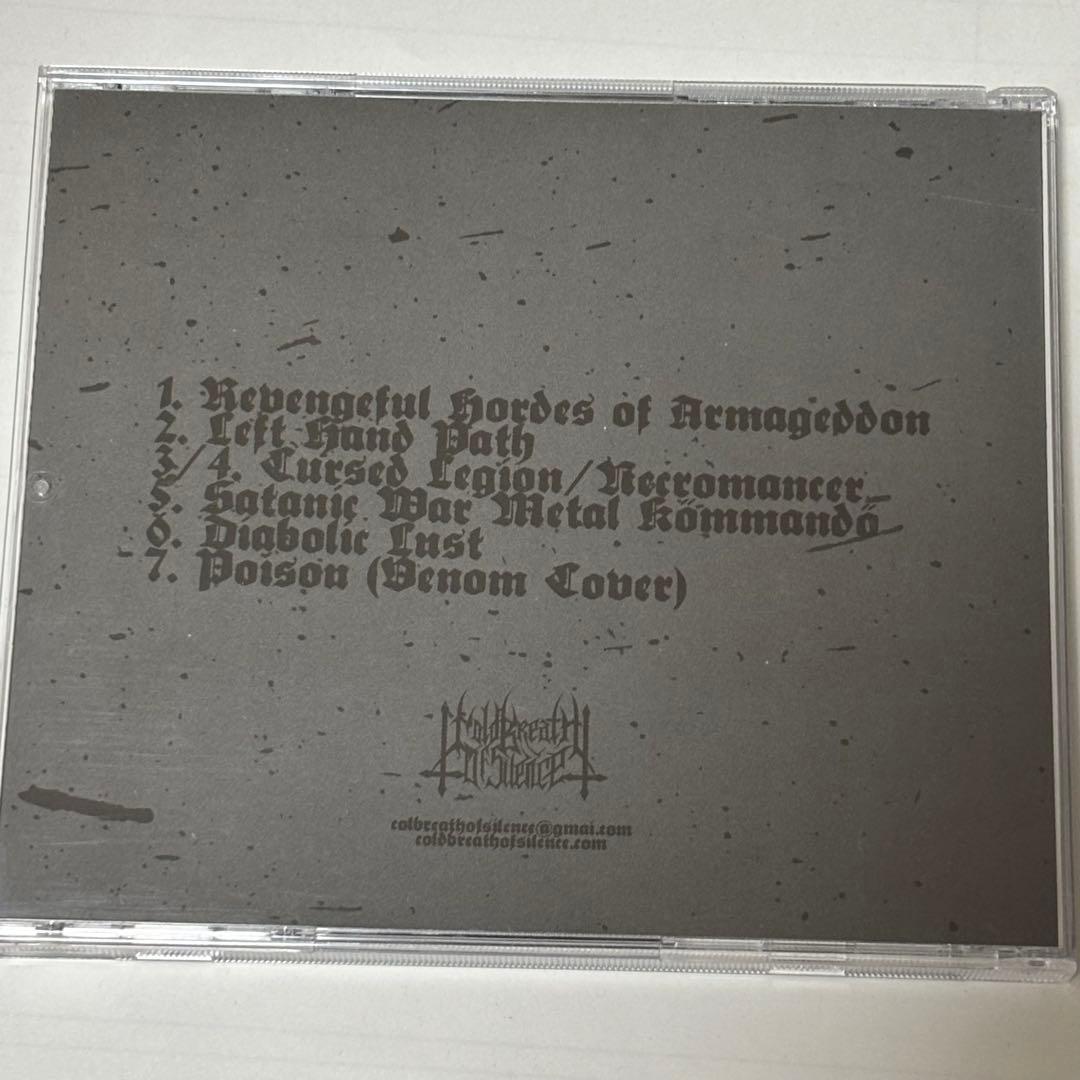 1. Revengeful Hordes of Armageddon
2. Left Hand Path
3/4. Cursed Legion/Necromancer
5. Satanic War Metal Kömmandö
6. Diabolic Lust
7. Poison (Venom Cover)
Cold Breath
Of Silence
colbreathofsilence@gmai.com
coldbreathofsilence.com